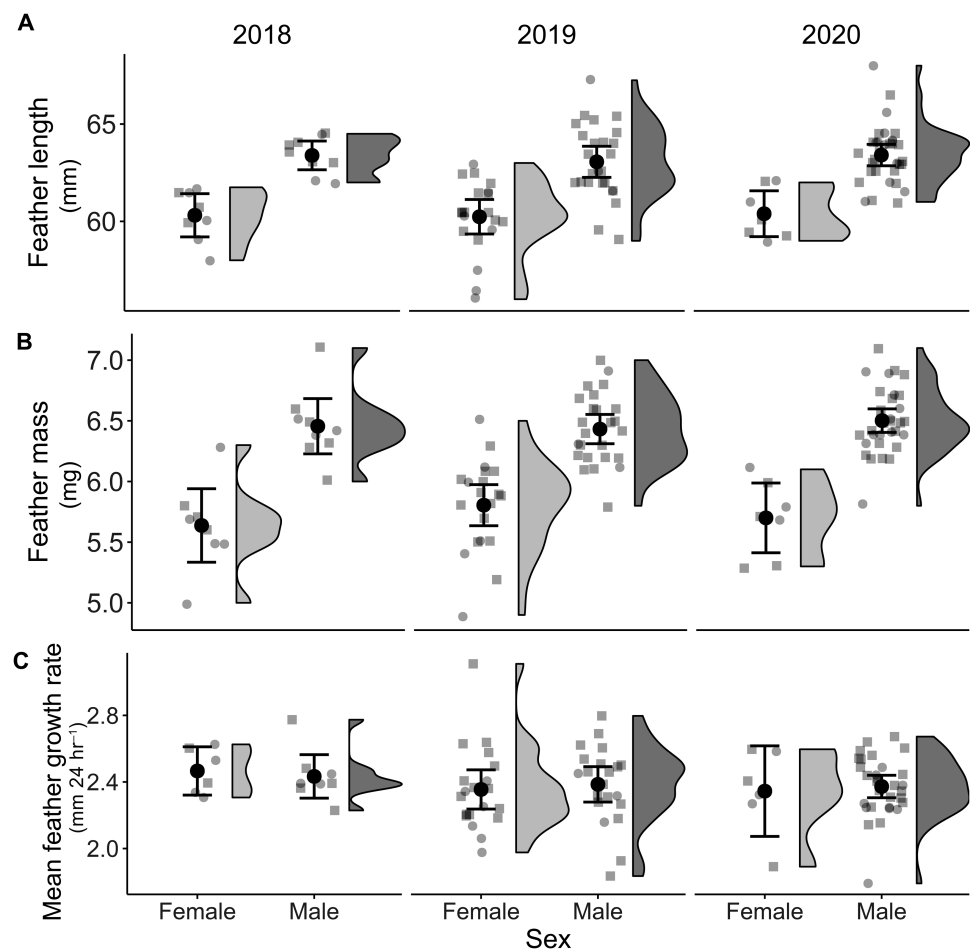 A
2018 2019 2020
Feather length
(mm)
65
60
B
Feather mass
(mg)
7.0
6.5
6.0
5.5
5.0
C
Mean feather growth rate
(mm 24 hr⁻¹)
2.8
2.4
2.0
Female Male Female Male Female Male
Sex